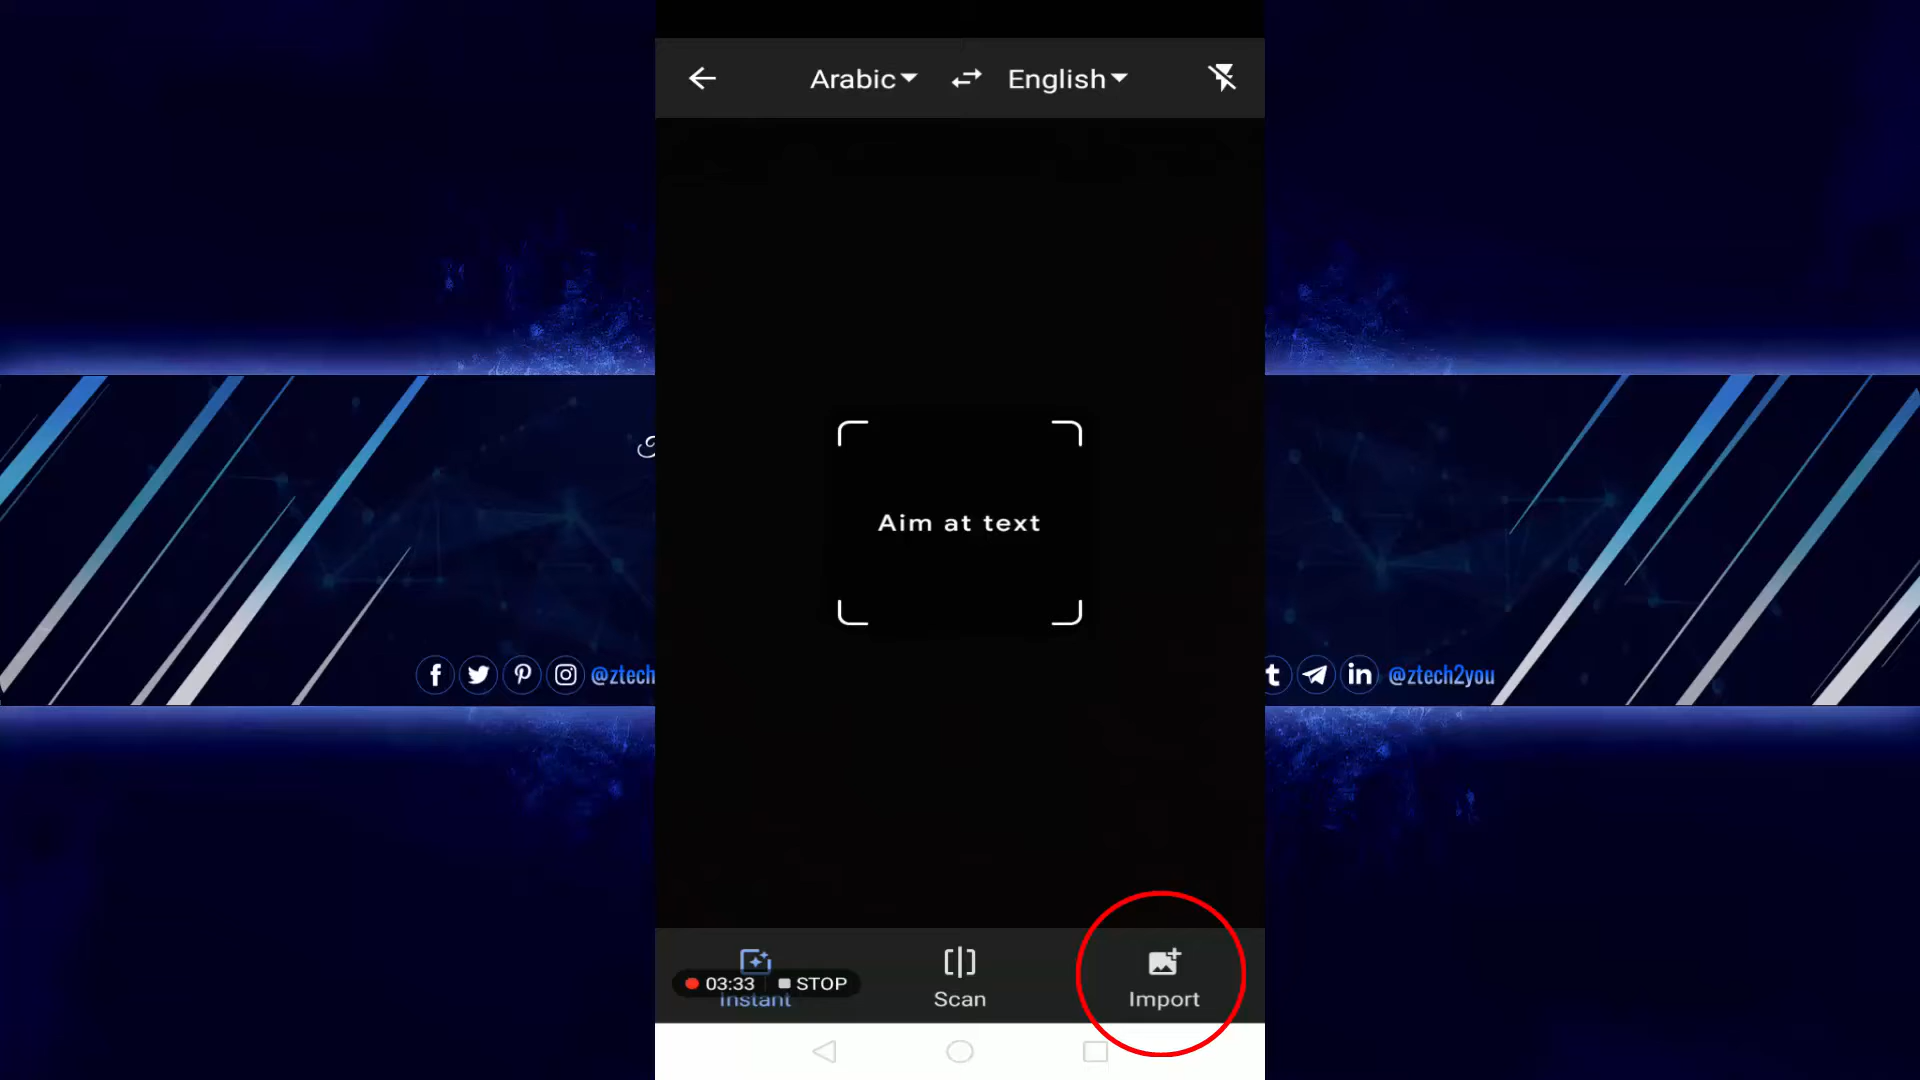 Arabic English
Aim at text
@ztech
@ztech2you
03:33 STOP
Instant Scan Import